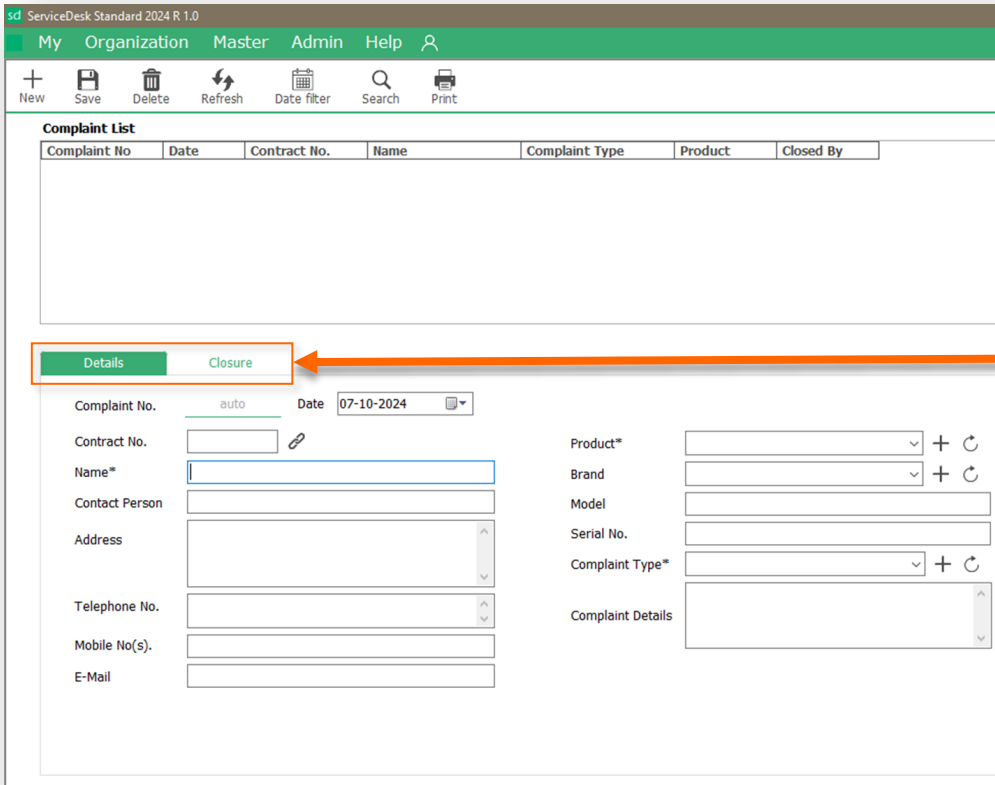 sd ServiceDesk Standard 2024 R 1.0
My Organization Master Admin Help
New Save Delete Refresh Date filter Search Print
Complaint List
Complaint No Date Contract No. Name Complaint Type Product Closed By
Details Closure
Complaint No. auto Date 07-10-2024
Contract No.
Product*
Name*
Brand
Contact Person
Model
Address
Serial No.
Complaint Type*
Telephone No.
Complaint Details
Mobile No(s).
E-Mail